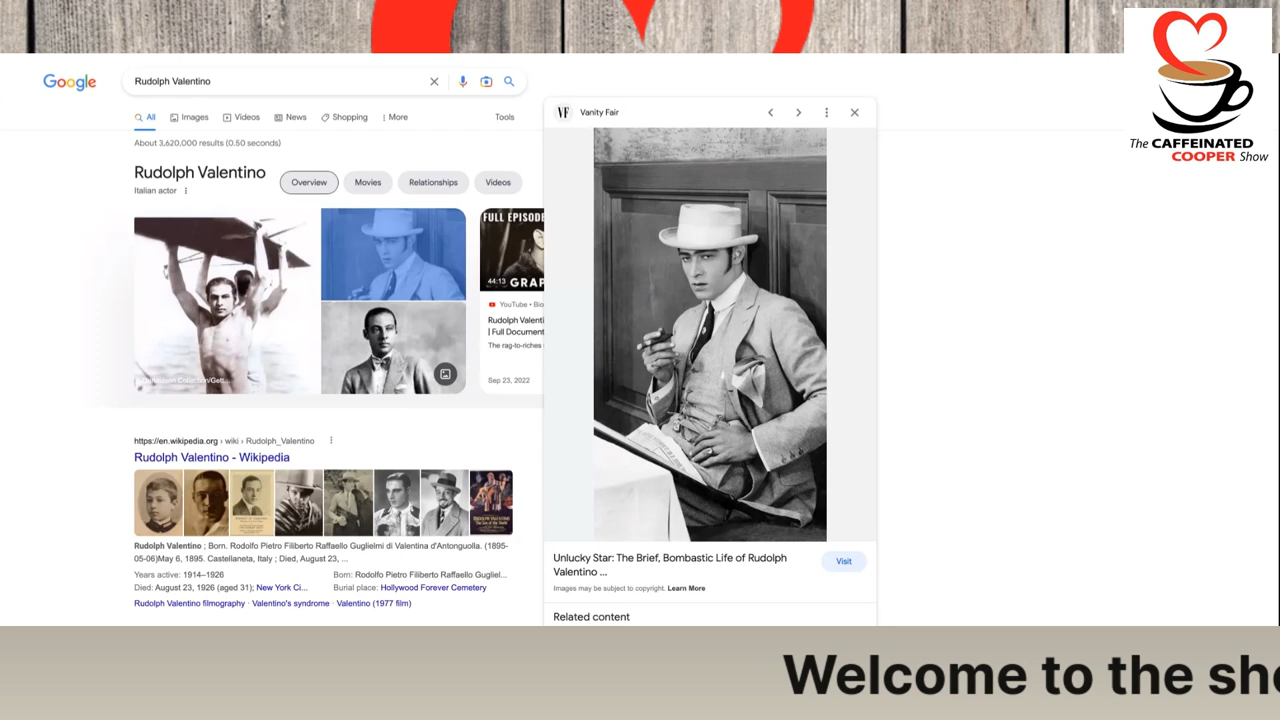 The CAFFEINATED
COOPER Show
Google
Rudolph Valentino
All
Images
Videos
News
Shopping
More
Tools
About 3,620,000 results (0.50 seconds)
Rudolph Valentino
Italian actor
Overview
Movies
Relationships
Videos
FULL EPISODE
44:13
GRAP
YouTube • Bio
Rudolph Valenti
| Full Document
The rag-to-riches
Sep 23, 2022
https://en.wikipedia.org › wiki › Rudolph_Valentino
Rudolph Valentino - Wikipedia
Rudolph Valentino ; Born. Rodolfo Pietro Filiberto Raffaello Guglielmi di Valentina d'Antonguolla. (1895-
05-06)May 6, 1895. Castellaneta, Italy ; Died, August 23, ...
Years active: 1914–1926
Born: Rodolfo Pietro Filiberto Raffaello Gugliel...
Died: August 23, 1926 (aged 31); New York Ci...
Burial place: Hollywood Forever Cemetery
Rudolph Valentino filmography · Valentino's syndrome · Valentino (1977 film)
VF
Vanity Fair
Unlucky Star: The Brief, Bombastic Life of Rudolph
Valentino ...
Visit
Images may be subject to copyright. Learn More
Related content
Welcome to the sho